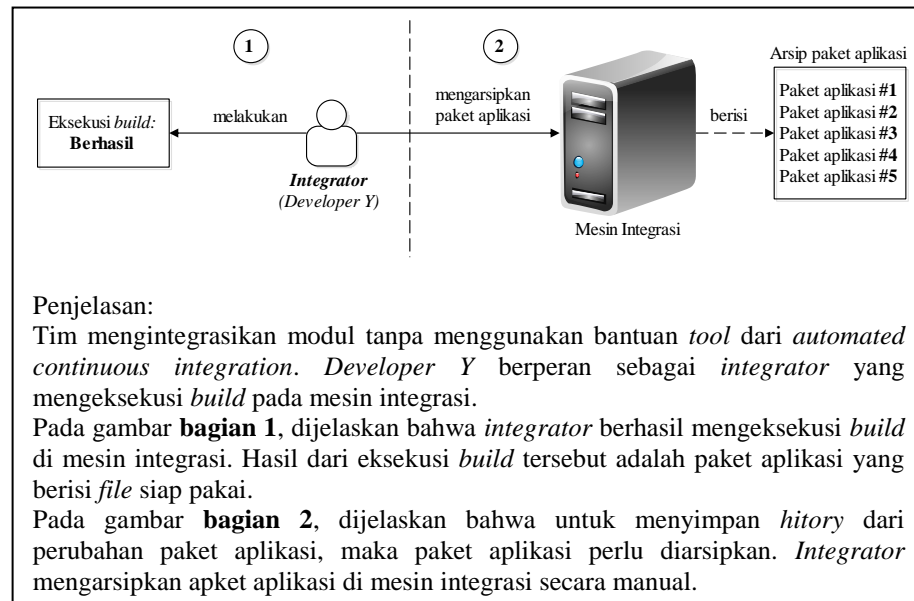 1
2
Arsip paket aplikasi
Eksekusi build:
Berhasil
melakukan
Integrator
(Developer Y)
mengarsipkan
paket aplikasi
Mesin Integrasi
berisi
Paket aplikasi #1
Paket aplikasi #2
Paket aplikasi #3
Paket aplikasi #4
Paket aplikasi #5
Penjelasan:
Tim mengintegrasikan modul tanpa menggunakan bantuan tool dari automated
continuous integration. Developer Y berperan sebagai integrator yang
mengeksekusi build pada mesin integrasi.
Pada gambar bagian 1, dijelaskan bahwa integrator berhasil mengeksekusi build
di mesin integrasi. Hasil dari eksekusi build tersebut adalah paket aplikasi yang
berisi file siap pakai.
Pada gambar bagian 2, dijelaskan bahwa untuk menyimpan hitory dari
perubahan paket aplikasi, maka paket aplikasi perlu diarsipkan. Integrator
mengarsipkan apket aplikasi di mesin integrasi secara manual.